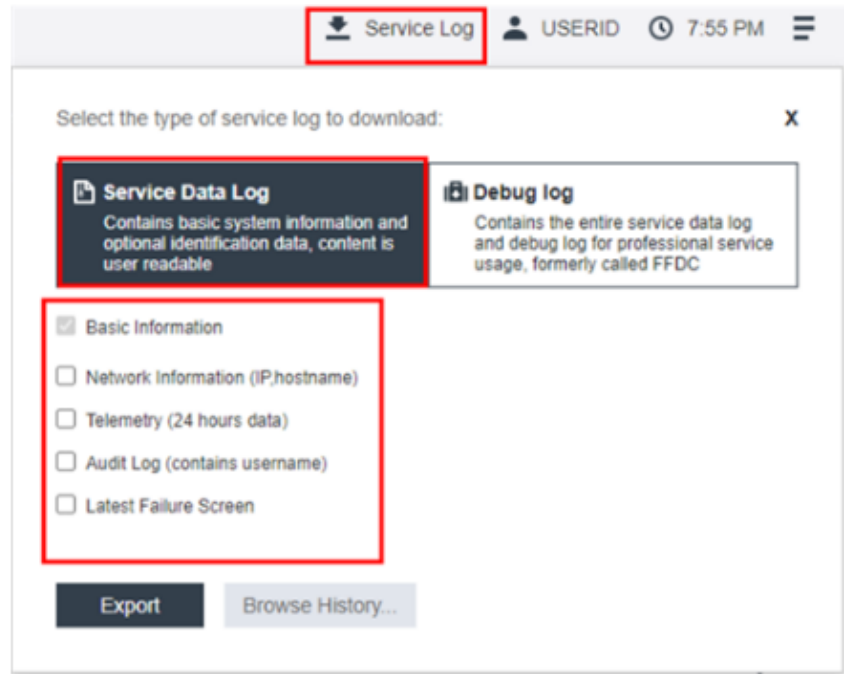 Service Log USERID 7:55 PM
Select the type of service log to download: X
Service Data Log
Contains basic system information and
optional identification data, content is
user readable
Debug log
Contains the entire service data log
and debug log for professional service
usage, formerly called FFDC
Basic Information
Network Information (IP,hostname)
Telemetry (24 hours data)
Audit Log (contains username)
Latest Failure Screen
Export Browse History...